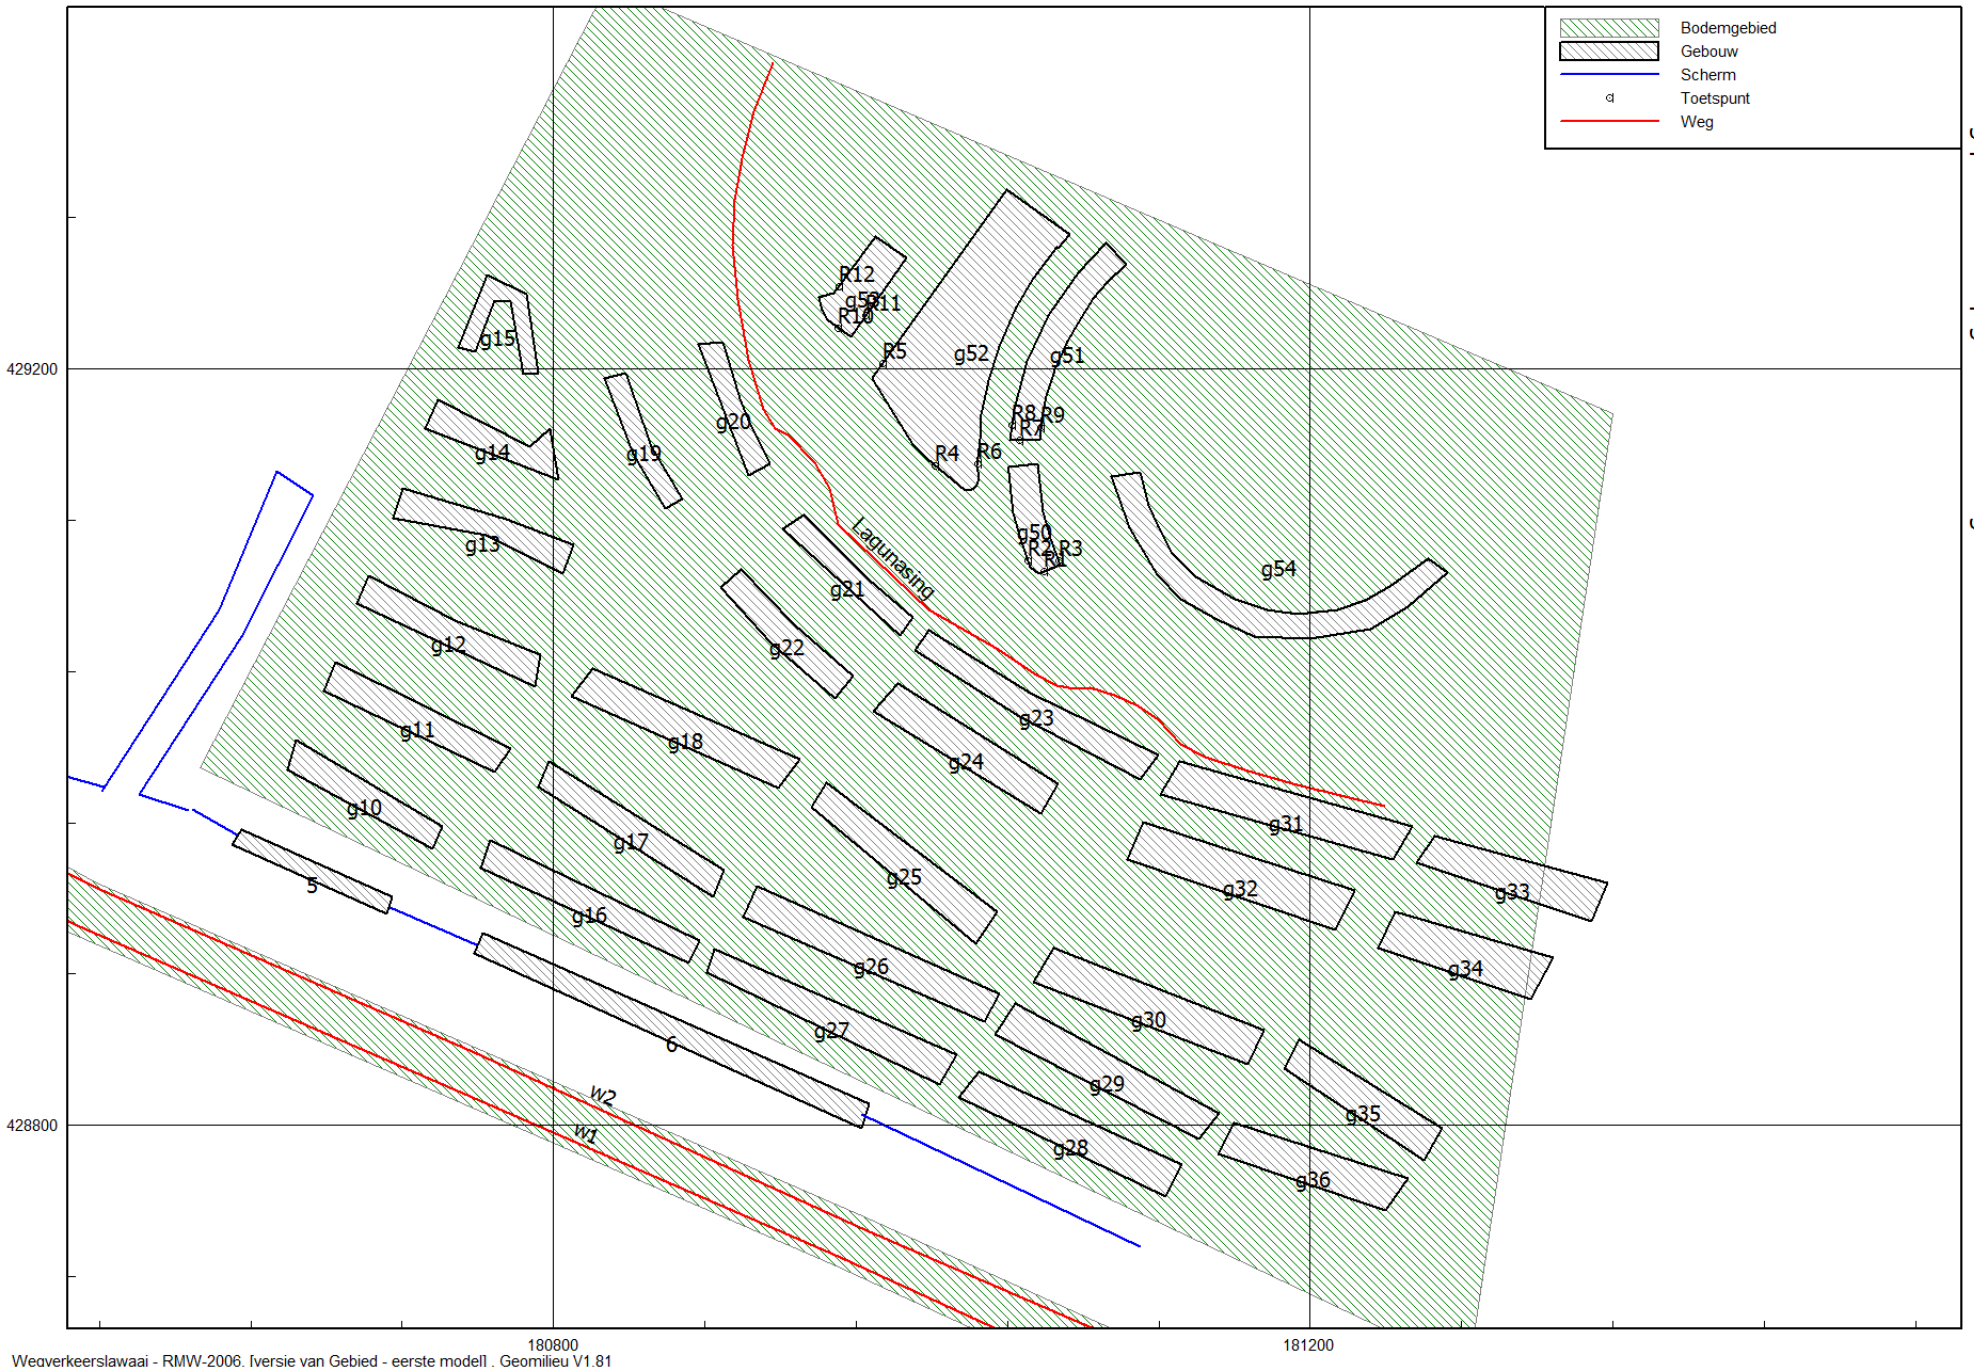 Bodemgebied
Gebouw
Scherm
Toetspunt
Weg
R12
g53
R11
R10
g15
R5
g52
g51
429200
g20
R8
R9
R7
g14
g19
R4
R6
g13
Lagunasing
g50
R2
R3
R1
g54
g21
g12
g22
g11
g18
g23
g24
g10
g17
g31
g25
g32
g33
5
g16
g26
g34
6
g27
g30
w2
g29
428800
w1
g35
g28
g36
180800
181200
Wegverkeerslawaai - RMW-2006, [versie van Gebied - eerste model] , Geomilieu V1.81